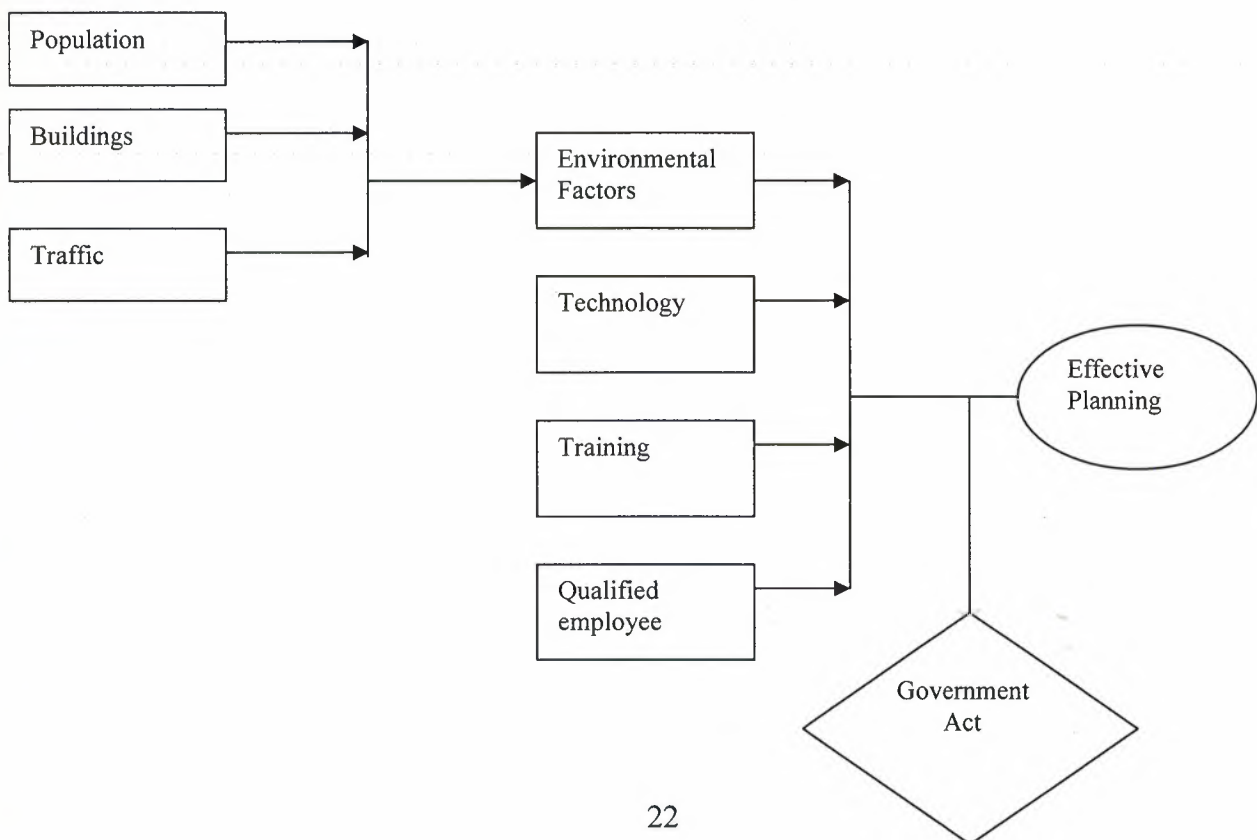 Population
Buildings
Traffic
Environmental
Factors
Technology
Training
Qualified
employee
Effective
Planning
Government
Act
22